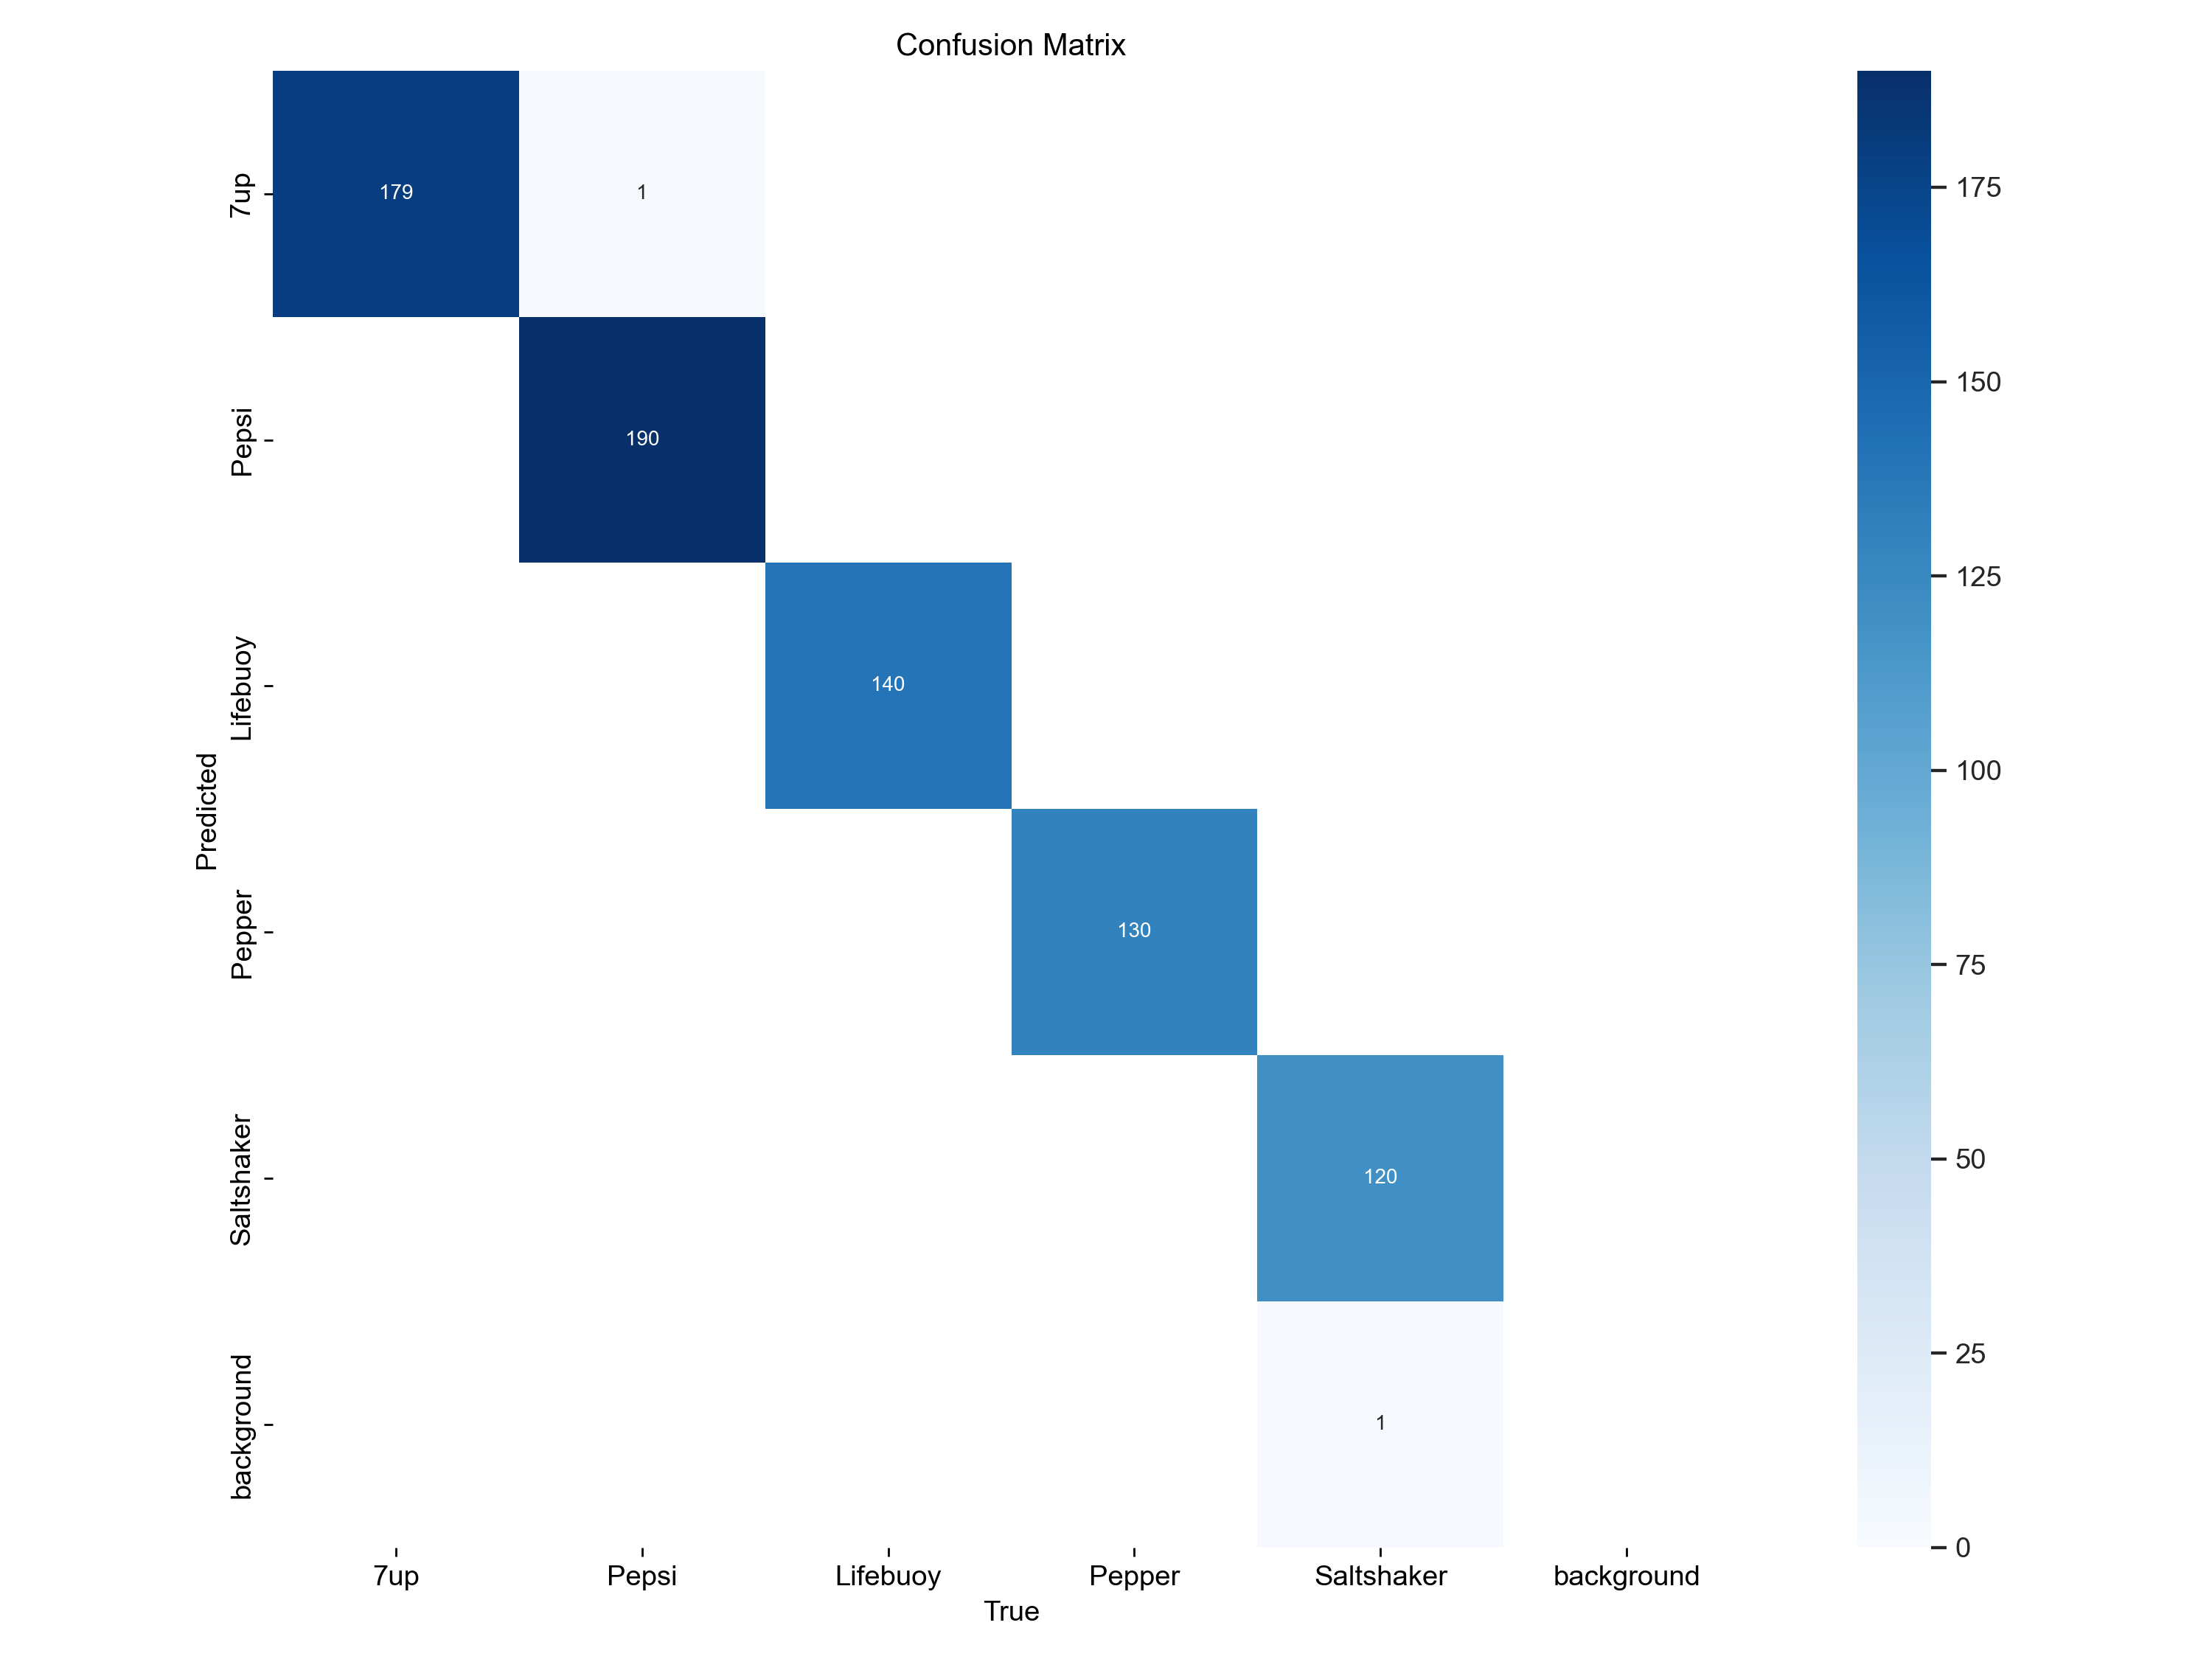 Confusion Matrix
7up
179
1
Pepsi
190
Lifebuoy
140
Pepper
130
Saltshaker
120
background
1
Predicted
7up Pepsi Lifebuoy Pepper Saltshaker background
True
175
150
125
100
75
50
25
0